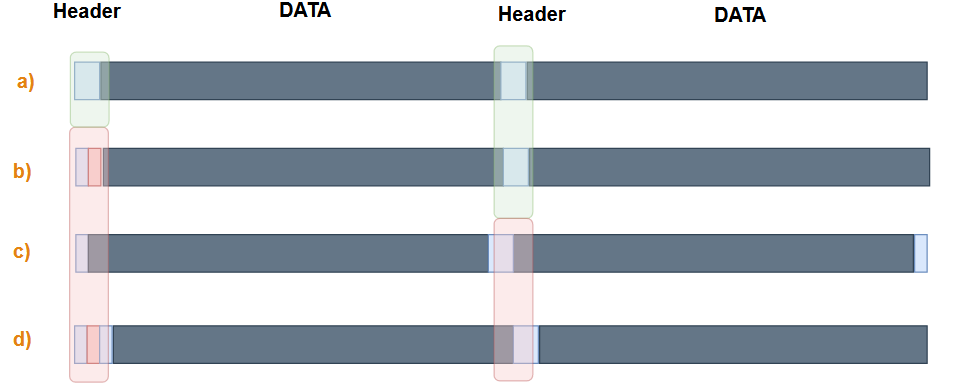 Header DATA Header DATA
a)
b)
c)
d)